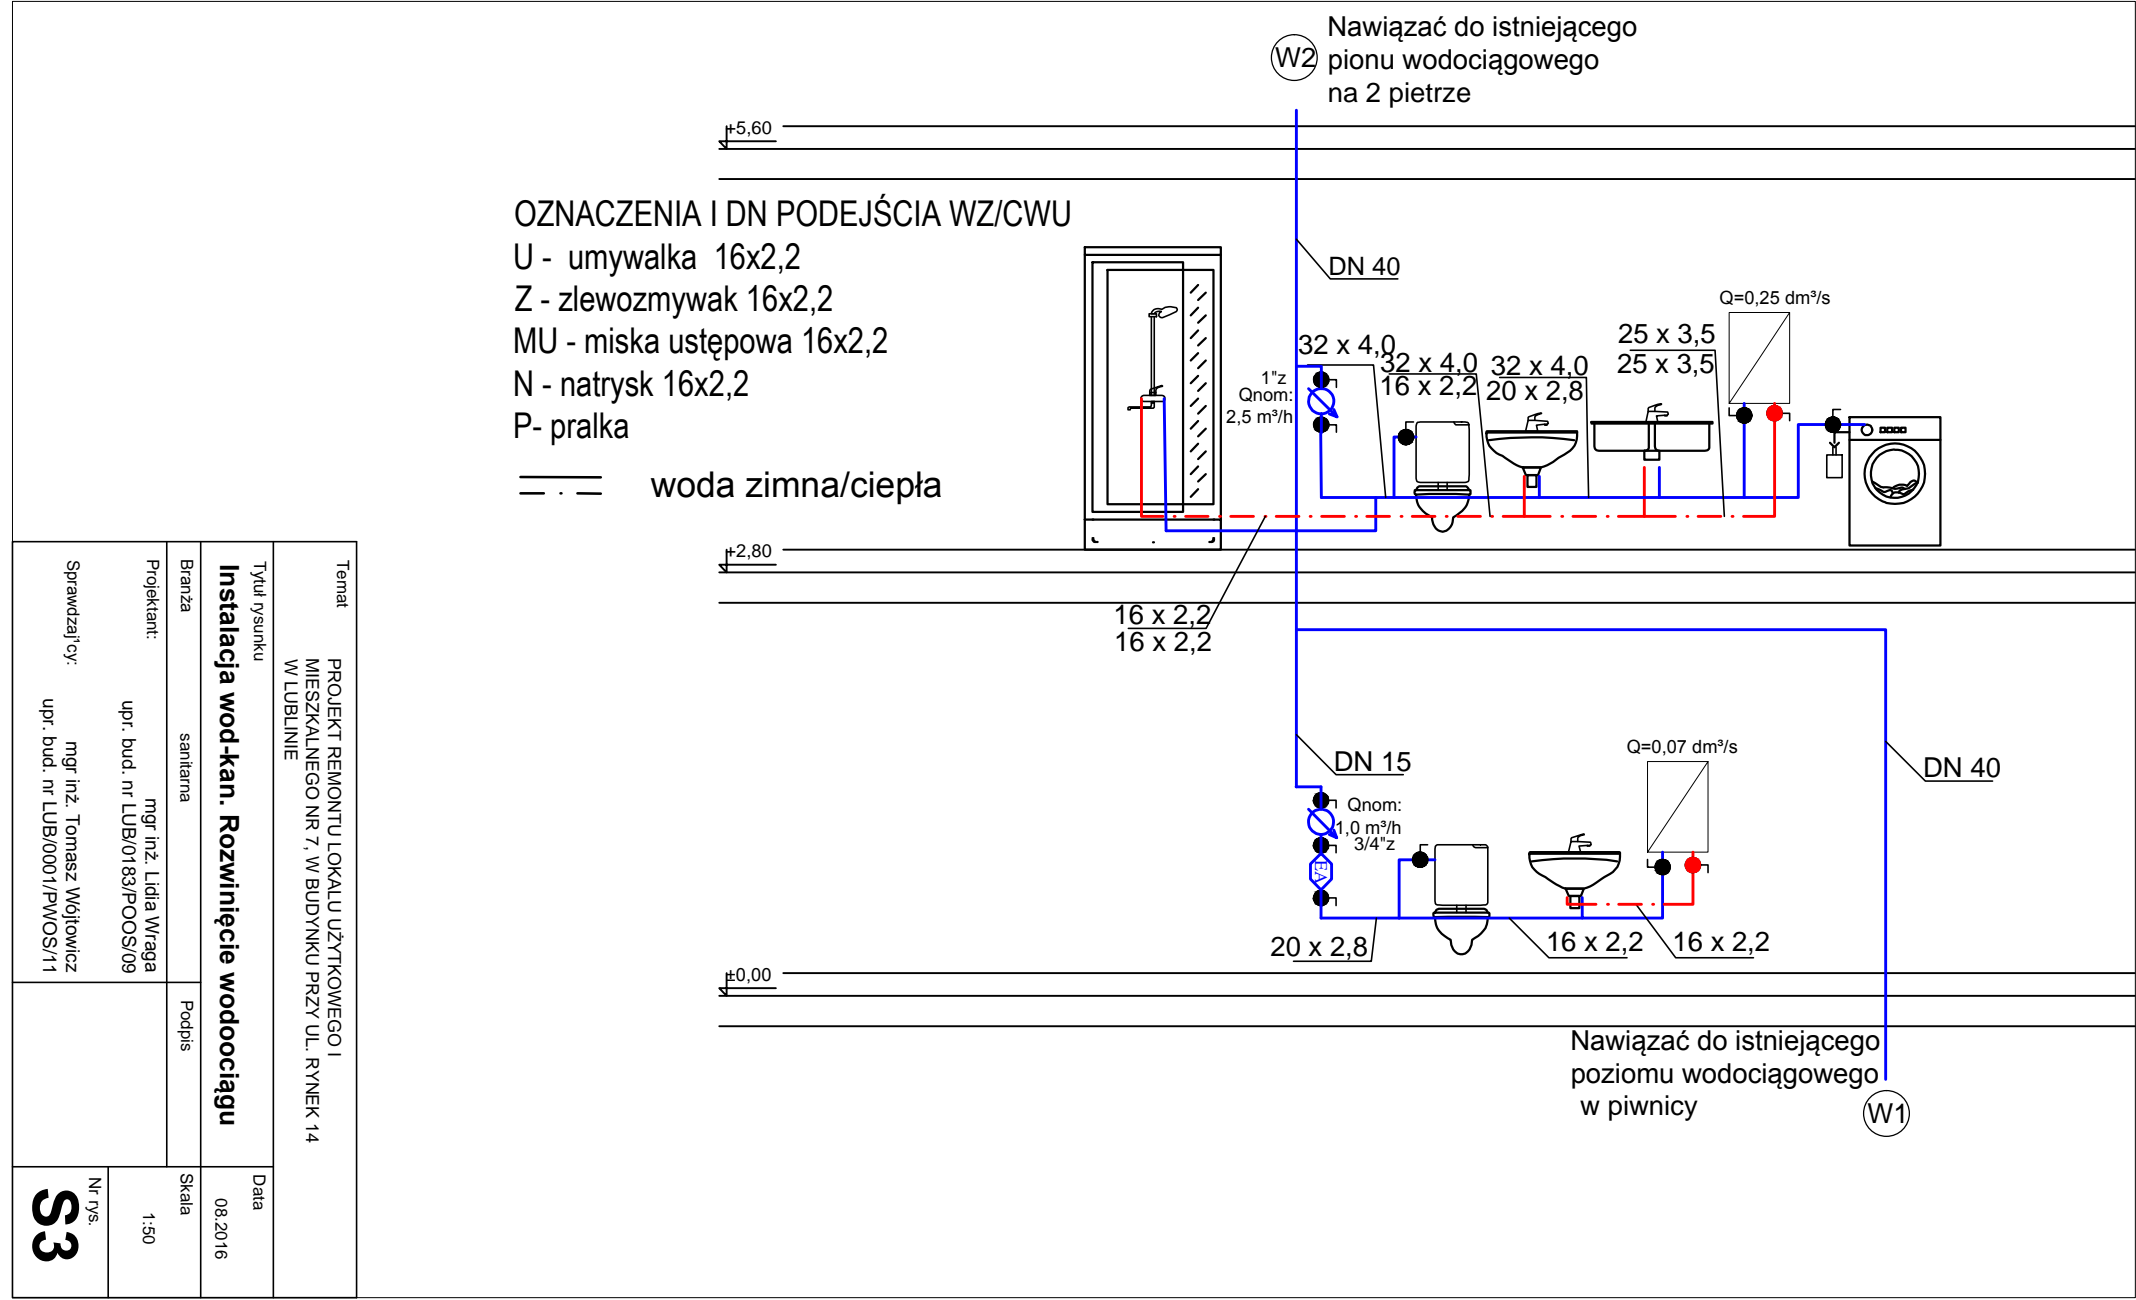 W2
Nawiązać do istniejącego
pionu wodociągowego
na 2 pietrze
+5,60
OZNACZENIA I DN PODEJŚCIA WZ/CWU
U - umywalka 16x2,2
Z - zlewozmywak 16x2,2
MU - miska ustępowa 16x2,2
N - natrysk 16x2,2
P- pralka
woda zimna/ciepła
DN 40
Q=0,25 dm³/s
32 x 4,0
32 x 4,0
16 x 2,2
32 x 4,0
20 x 2,8
25 x 3,5
25 x 3,5
1"z
Qnom:
2,5 m³/h
+2,80
16 x 2,2
16 x 2,2
DN 15
Q=0,07 dm³/s
DN 40
Qnom:
1,0 m³/h
3/4"z
EA
20 x 2,8
16 x 2,2
16 x 2,2
±0,00
Nawiązać do istniejącego
poziomu wodociągowego
w piwnicy
W1
Temat
PROJEKT REMONTU LOKALU UŻYTKOWEGO I
MIESZKALNEGO NR 7, W BUDYNKU PRZY UL. RYNEK 14
W LUBLINIE
Tytuł rysunku
Instalacja wod-kan. Rozwinięcie wodoociągu
Data
08.2016
Branża
sanitarna
Podpis
Skala
1:50
Projektant:
mgr inż. Lidia Wraga
upr. bud. nr LUB/0183/POOS/09
Sprawdzaj¹cy:
mgr inż. Tomasz Wójtowicz
upr. bud. nr LUB/0001/PWOS/11
Nr rys.
S3